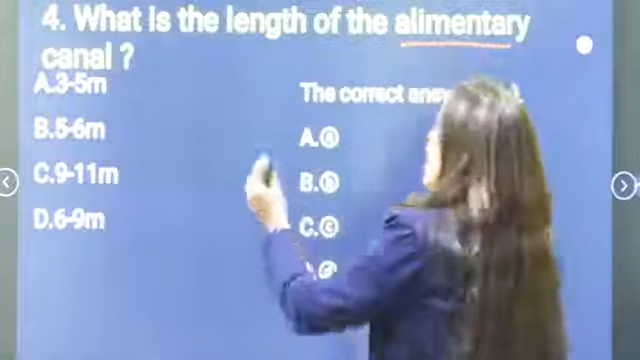 4. What is the length of the alimentary
canal ?
A.3-5m
B.5-6m
C.9-11m
D.6-9m
The correct
A.ⓐ
B.ⓑ
C.ⓒ